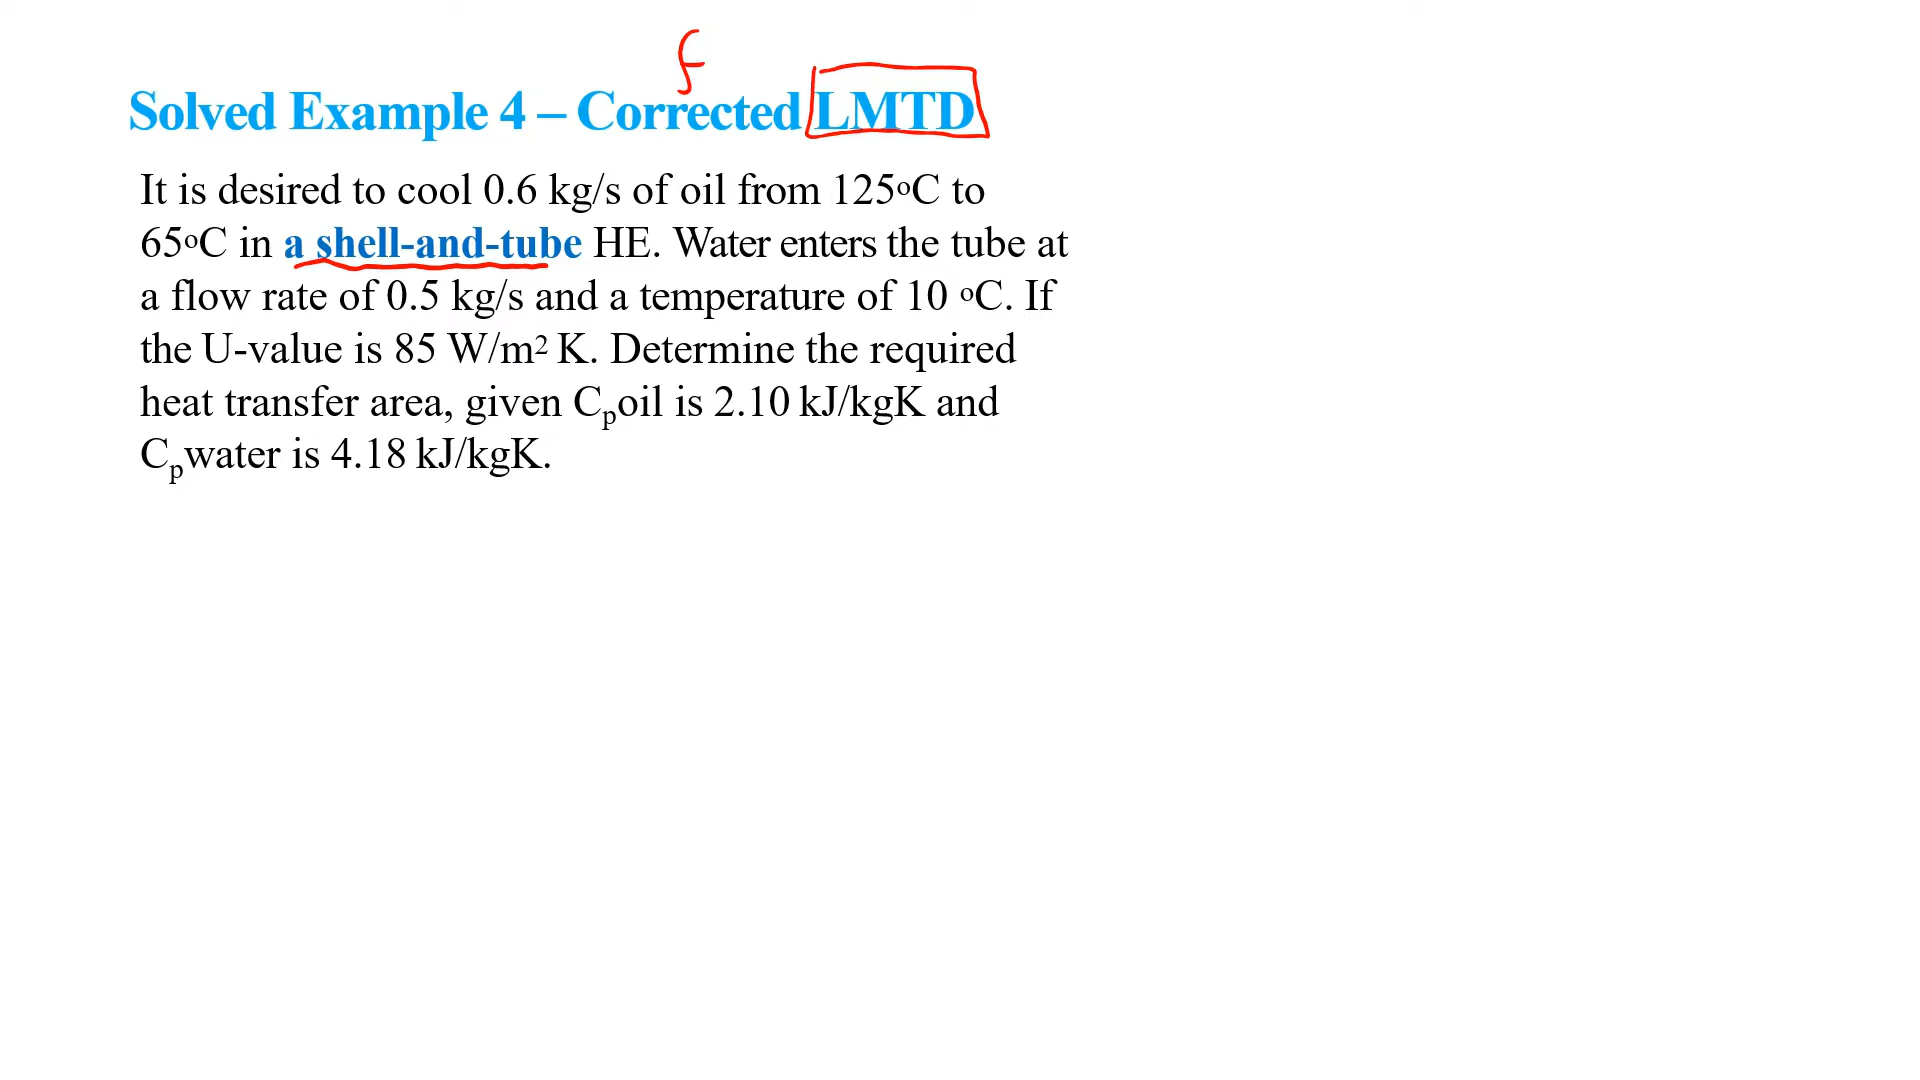 f
Solved Example 4 – Corrected LMTD
It is desired to cool 0.6 kg/s of oil from 125oC to
65oC in a shell-and-tube HE. Water enters the tube at
a flow rate of 0.5 kg/s and a temperature of 10 oC. If
the U-value is 85 W/m2 K. Determine the required
heat transfer area, given Cpoil is 2.10 kJ/kgK and
Cpwater is 4.18 kJ/kgK.